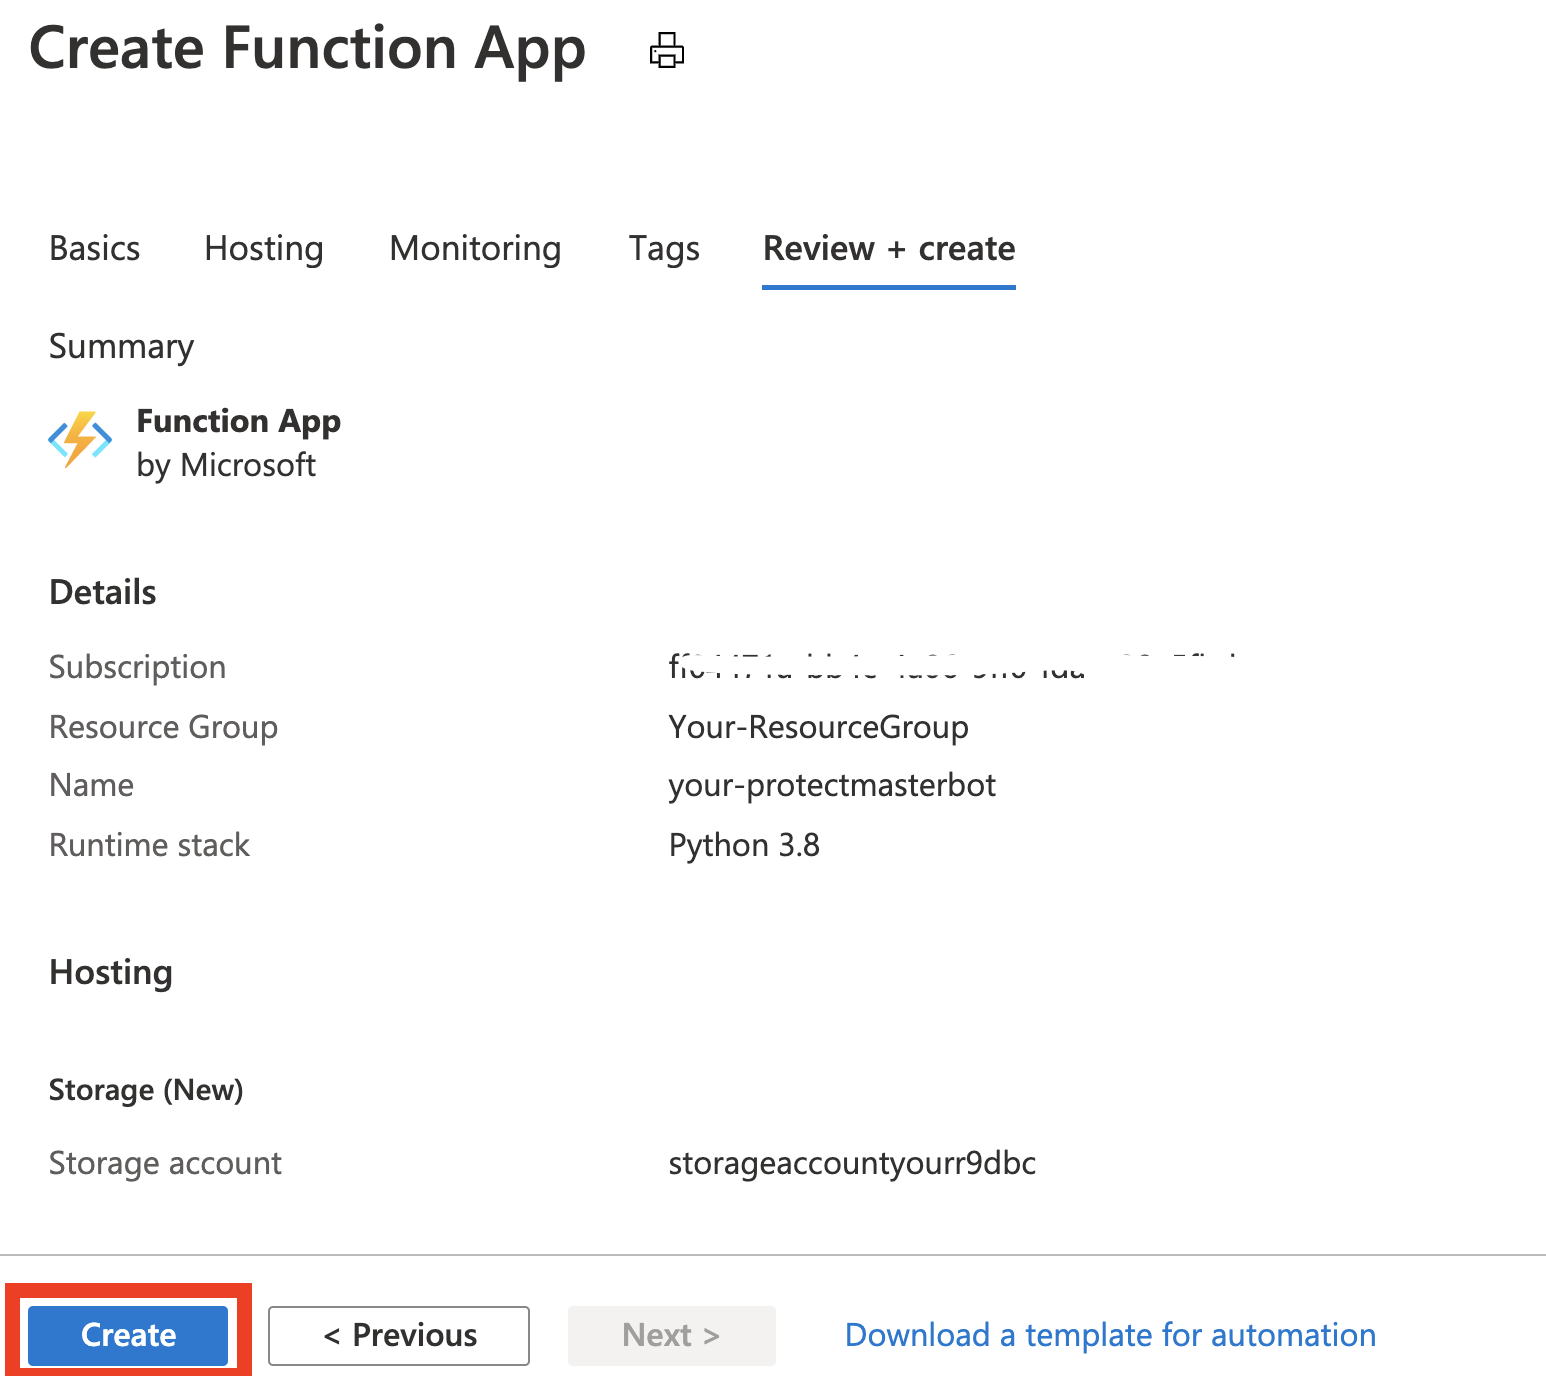 Create Function App
Basics Hosting Monitoring Tags Review + create
Summary
Function App
by Microsoft
Details
Subscription
Resource Group Your-ResourceGroup
Name your-protectmasterbot
Runtime stack Python 3.8
Hosting
Storage (New)
Storage account storageaccountyourr9dbc
Create < Previous Next > Download a template for automation